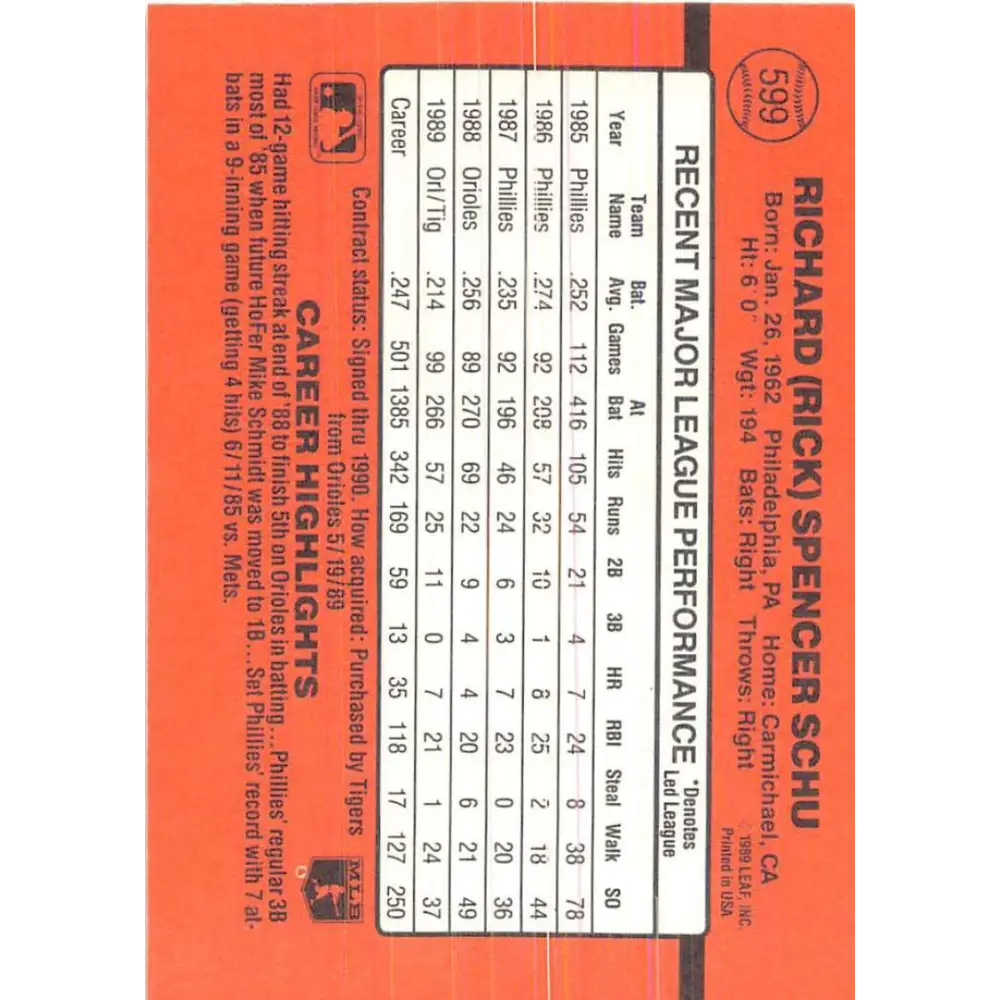 599
RICHARD (RICK) SPENCER SCHU
Born: Jan. 26, 1962 Philadelphia, PA Home: Carmichael, CA
Ht: 6' 0" Wgt: 194 Bats: Right Throws: Right
© 1989 LEAF, INC.
Printed in USA
RECENT MAJOR LEAGUE PERFORMANCE *Denotes Led League
Year Team Name Bat. Avg. Games At Bat Hits Runs 2B 3B HR RBI Steal Walk SO
1985 Phillies .252 112 416 105 54 21 4 7 24 8 38 78
1986 Phillies .274 92 208 57 32 10 1 8 25 2 18 44
1987 Phillies .235 92 196 46 24 6 3 7 23 0 20 36
1988 Orioles .256 89 270 69 22 9 4 4 20 6 21 49
1989 Orl/Tig .214 99 266 57 25 11 0 7 21 1 24 37
Career .247 501 1385 342 169 59 13 35 118 17 127 250
Contract status: Signed thru 1990. How acquired: Purchased by Tigers
from Orioles 5/19/89
MLB
CAREER HIGHLIGHTS
Had 12-game hitting streak at end of '88 to finish 5th on Orioles in batting... Phillies' regular 3B
most of '85 when future HoFer Mike Schmidt was moved to 1B... Set Phillies' record with 7 at-
bats in a 9-inning game (getting 4 hits) 6/11/85 vs. Mets.